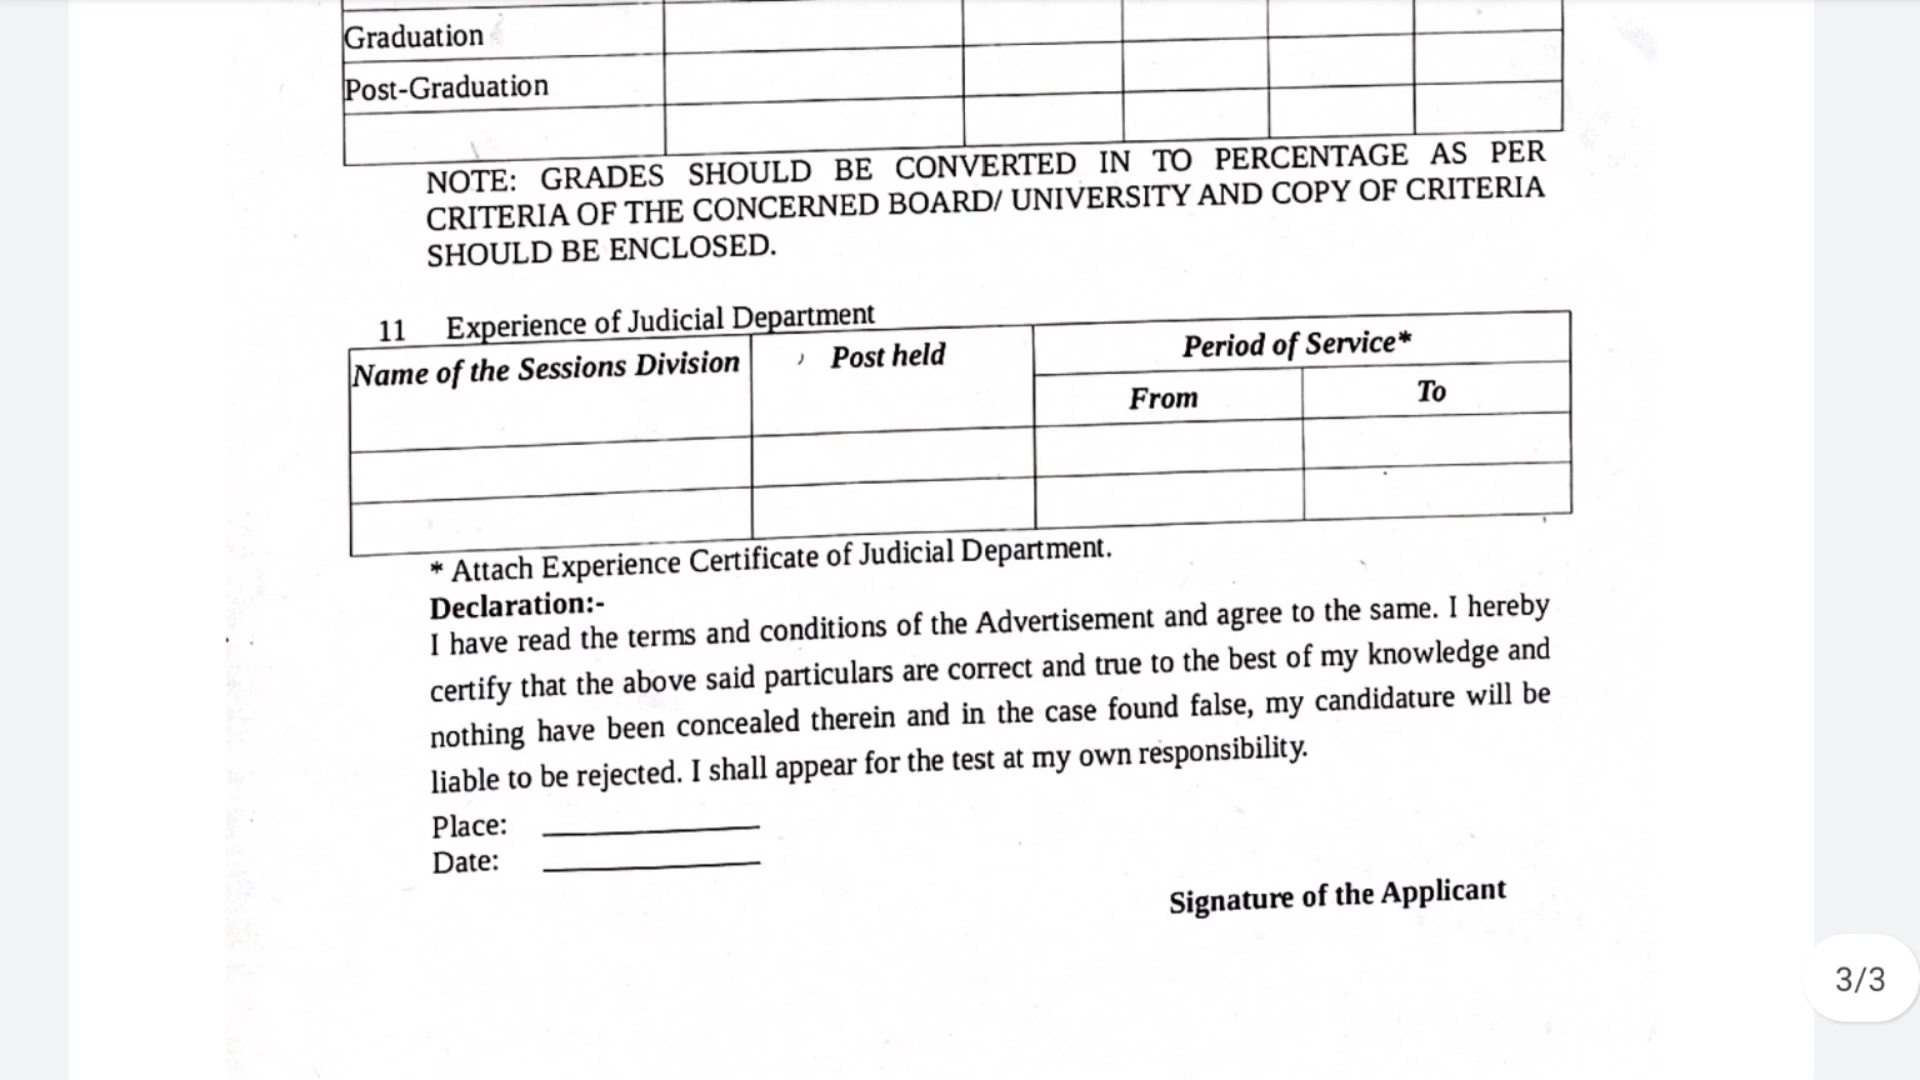 Graduation
Post-Graduation
NOTE: GRADES SHOULD BE CONVERTED IN TO PERCENTAGE AS PER
CRITERIA OF THE CONCERNED BOARD/ UNIVERSITY AND COPY OF CRITERIA
SHOULD BE ENCLOSED.
11 Experience of Judicial Department
Name of the Sessions Division Post held Period of Service*
From To
* Attach Experience Certificate of Judicial Department.
Declaration:-
I have read the terms and conditions of the Advertisement and agree to the same. I hereby
certify that the above said particulars are correct and true to the best of my knowledge and
nothing have been concealed therein and in the case found false, my candidature will be
liable to be rejected. I shall appear for the test at my own responsibility.
Place:
Date:
Signature of the Applicant
3/3